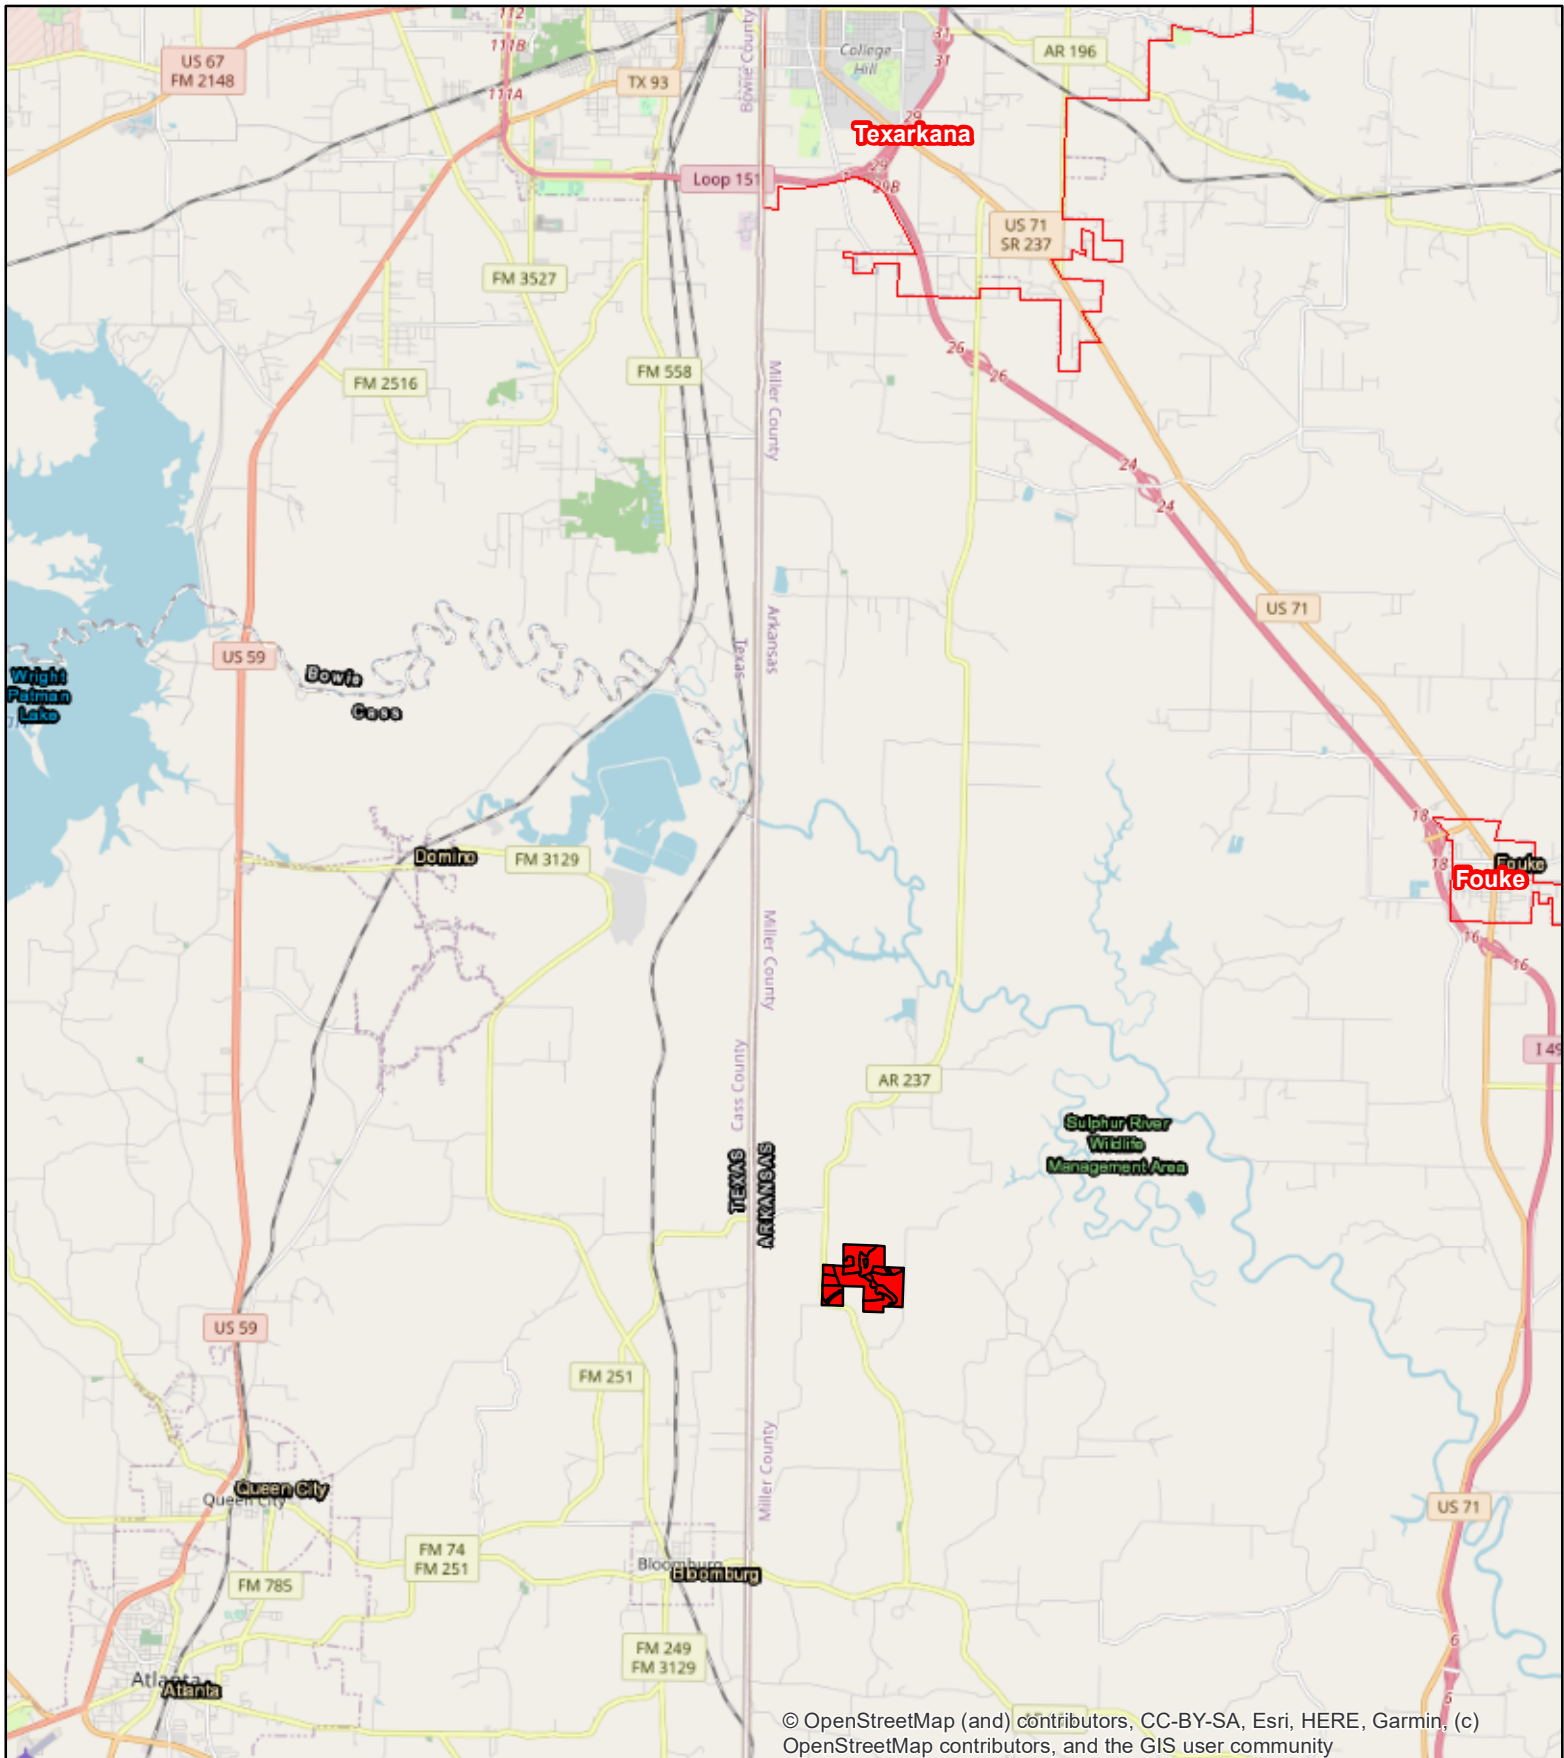 112
111B
111A
US 67
FM 2148
TX 93
Bowie County
College
Hill
31
31
AR 196
29
Texarkana
29
29B
Loop 151
US 71
SR 237
FM 3527
FM 2516
FM 558
Miller County
26
26
24
24
US 71
Texas
Arkansas
US 59
Bowie
Cass
Wright
Patman
Lake
Domino
FM 3129
18
18
Fouke
Fouke
16
16
Miller County
I 49
AR 237
Cass County
Sulphur River
Wildlife
Management Area
TEXAS
ARKANSAS
US 59
FM 251
Miller County
Queen City
Queen City
US 71
FM 74
FM 251
Bloomburg
Bloomburg
FM 785
FM 249
FM 3129
6
6
Atlanta
Atlanta
© OpenStreetMap (and) contributors, CC-BY-SA, Esri, HERE, Garmin, (c)
OpenStreetMap contributors, and the GIS user community